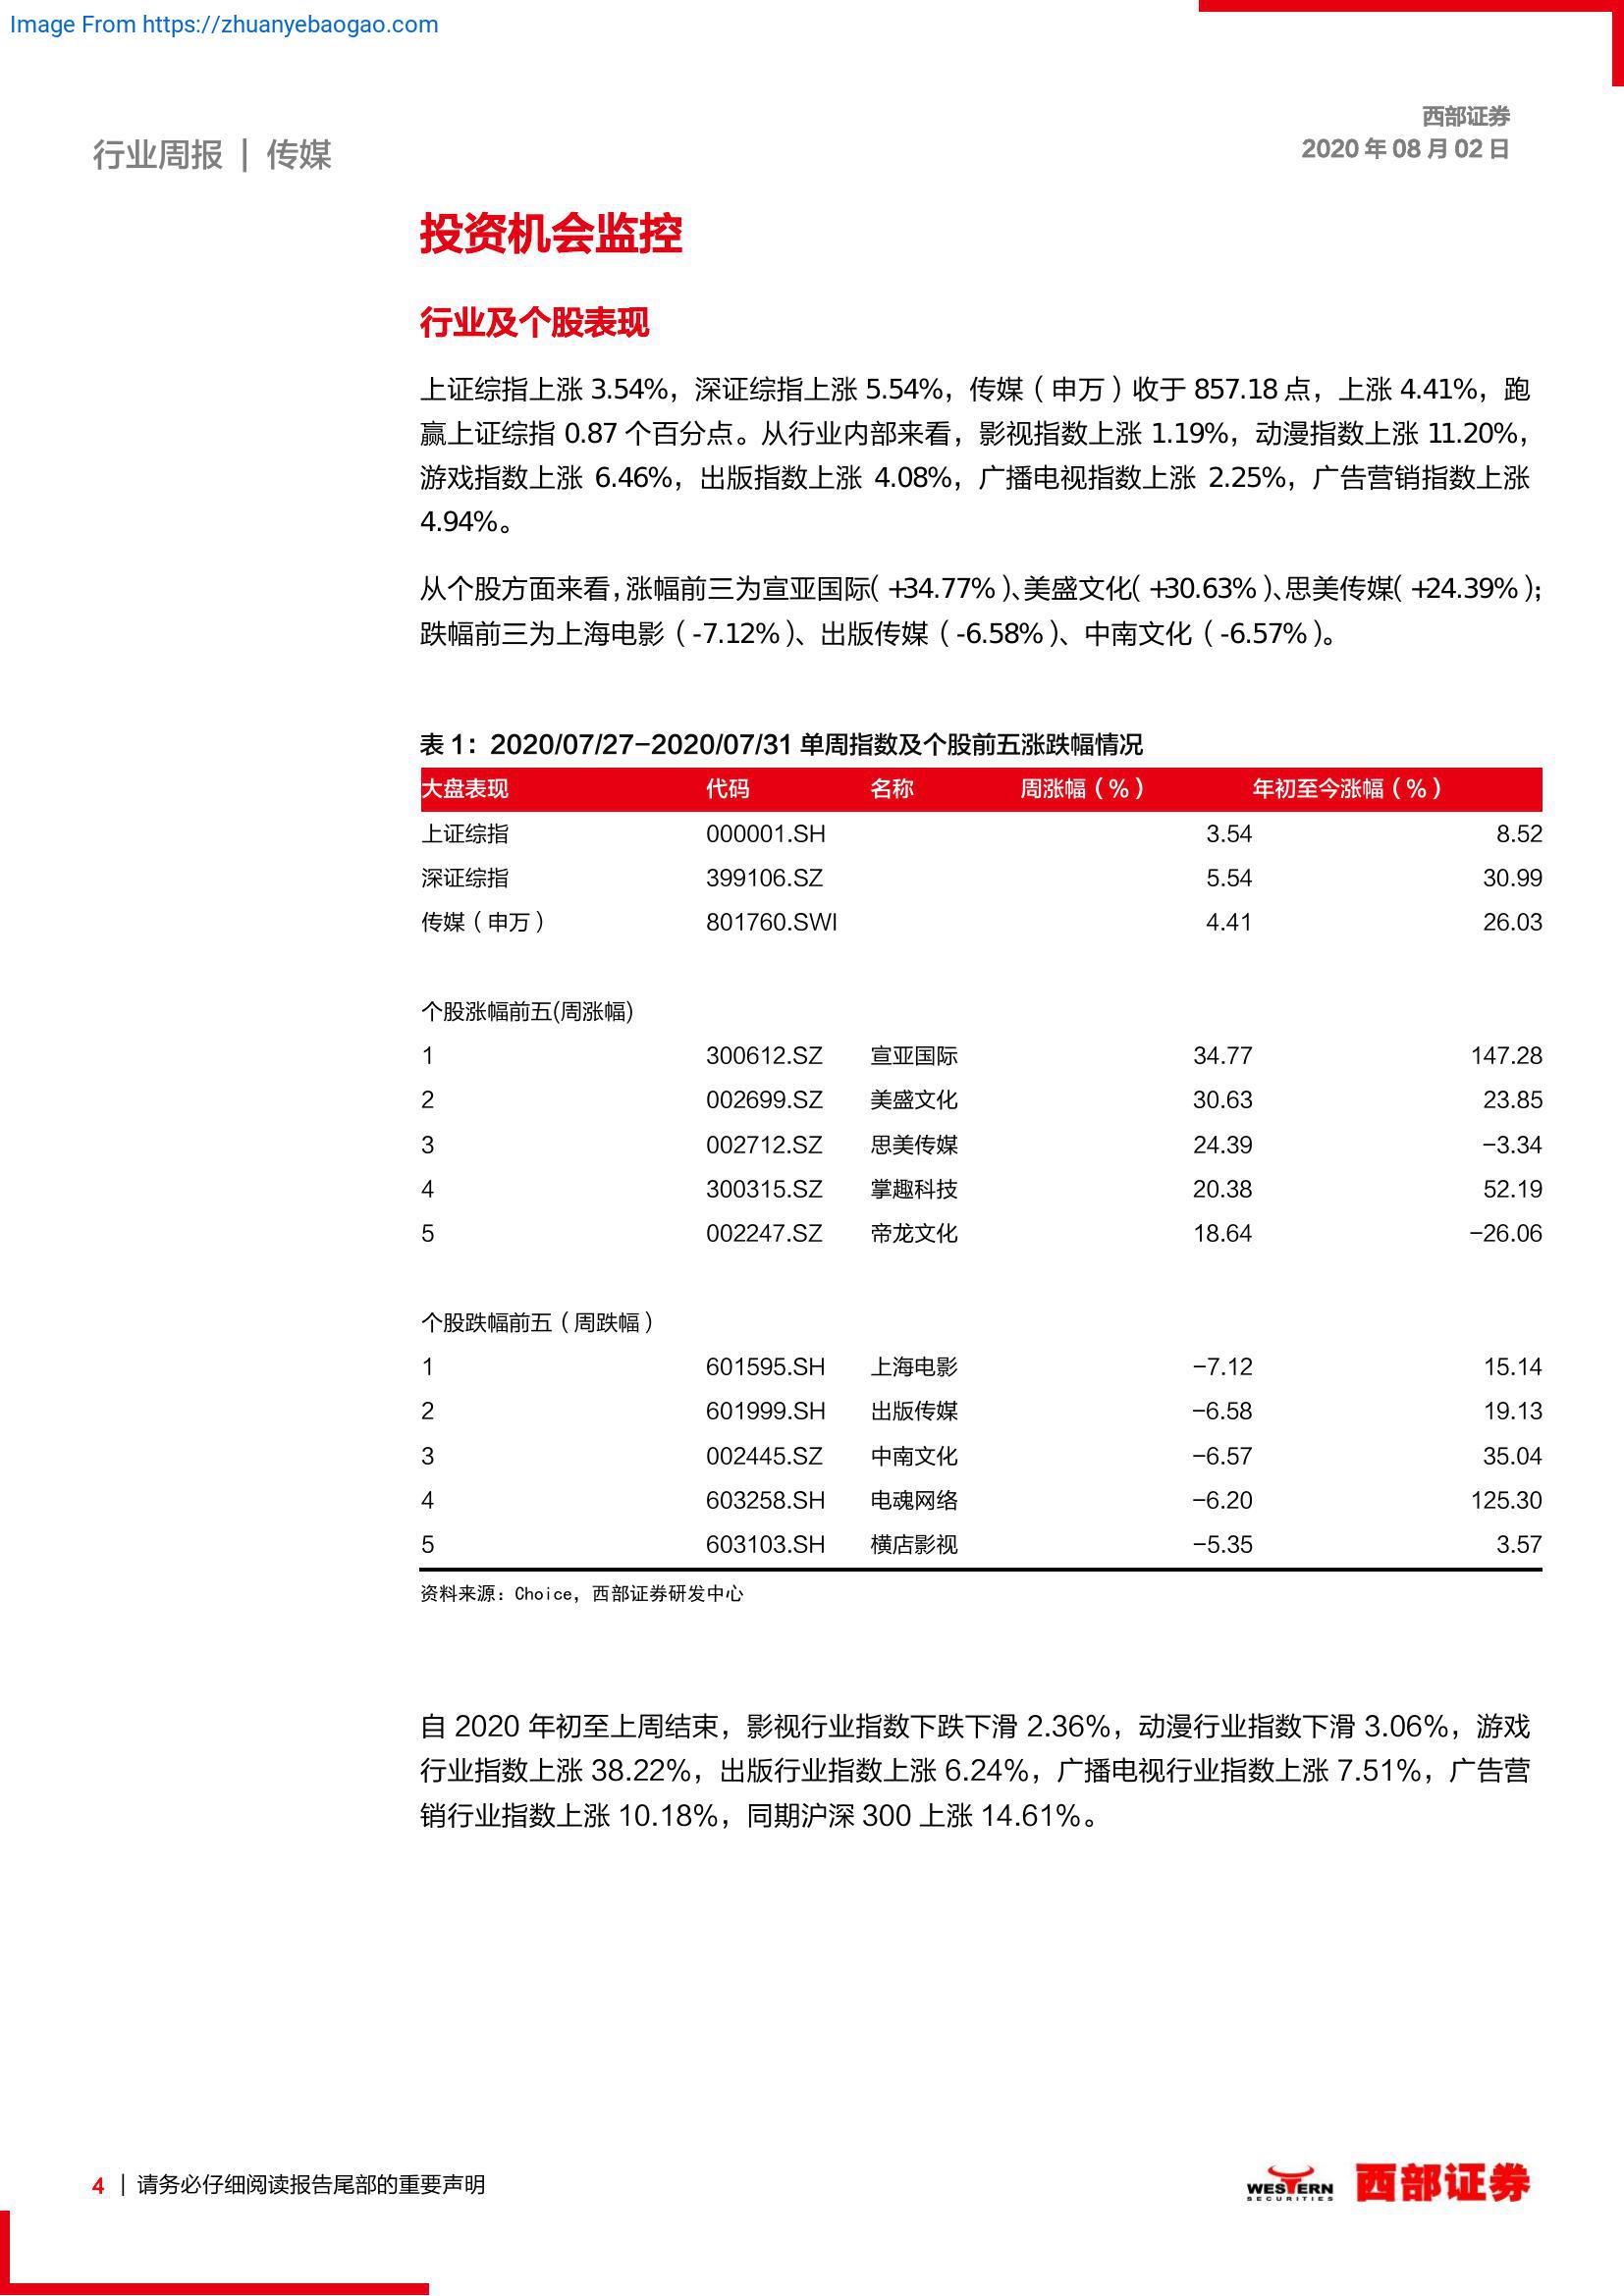 Image From https://zhuanyebaogao.com
西部证券
2020 年 08 月 02 日
行业周报 | 传媒
投资机会监控
行业及个股表现
上证综指上涨 3.54%，深证综指上涨 5.54%，传媒（申万）收于 857.18 点，上涨 4.41%，跑
赢上证综指 0.87 个百分点。从行业内部来看，影视指数上涨 1.19%，动漫指数上涨 11.20%，
游戏指数上涨 6.46%，出版指数上涨 4.08%，广播电视指数上涨 2.25%，广告营销指数上涨
4.94%。
从个股方面来看，涨幅前三为宣亚国际（+34.77%）、美盛文化（+30.63%）、思美传媒（+24.39%）；
跌幅前三为上海电影（-7.12%）、出版传媒（-6.58%）、中南文化（-6.57%）。
表 1：2020/07/27-2020/07/31 单周指数及个股前五涨跌幅情况
大盘表现 代码 名称 周涨幅（%） 年初至今涨幅（%）
上证综指 000001.SH 3.54 8.52
深证综指 399106.SZ 5.54 30.99
传媒（申万） 801760.SWI 4.41 26.03
个股涨幅前五(周涨幅)
1 300612.SZ 宣亚国际 34.77 147.28
2 002699.SZ 美盛文化 30.63 23.85
3 002712.SZ 思美传媒 24.39 -3.34
4 300315.SZ 掌趣科技 20.38 52.19
5 002247.SZ 帝龙文化 18.64 -26.06
个股跌幅前五（周跌幅）
1 601595.SH 上海电影 -7.12 15.14
2 601999.SH 出版传媒 -6.58 19.13
3 002445.SZ 中南文化 -6.57 35.04
4 603258.SH 电魂网络 -6.20 125.30
5 603103.SH 横店影视 -5.35 3.57
资料来源：Choice，西部证券研发中心
自 2020 年初至上周结束，影视行业指数下跌下滑 2.36%，动漫行业指数下滑 3.06%，游戏
行业指数上涨 38.22%，出版行业指数上涨 6.24%，广播电视行业指数上涨 7.51%，广告营
销行业指数上涨 10.18%，同期沪深 300 上涨 14.61%。
4 | 请务必仔细阅读报告尾部的重要声明
WESTERN
SECURITIES
西部证券